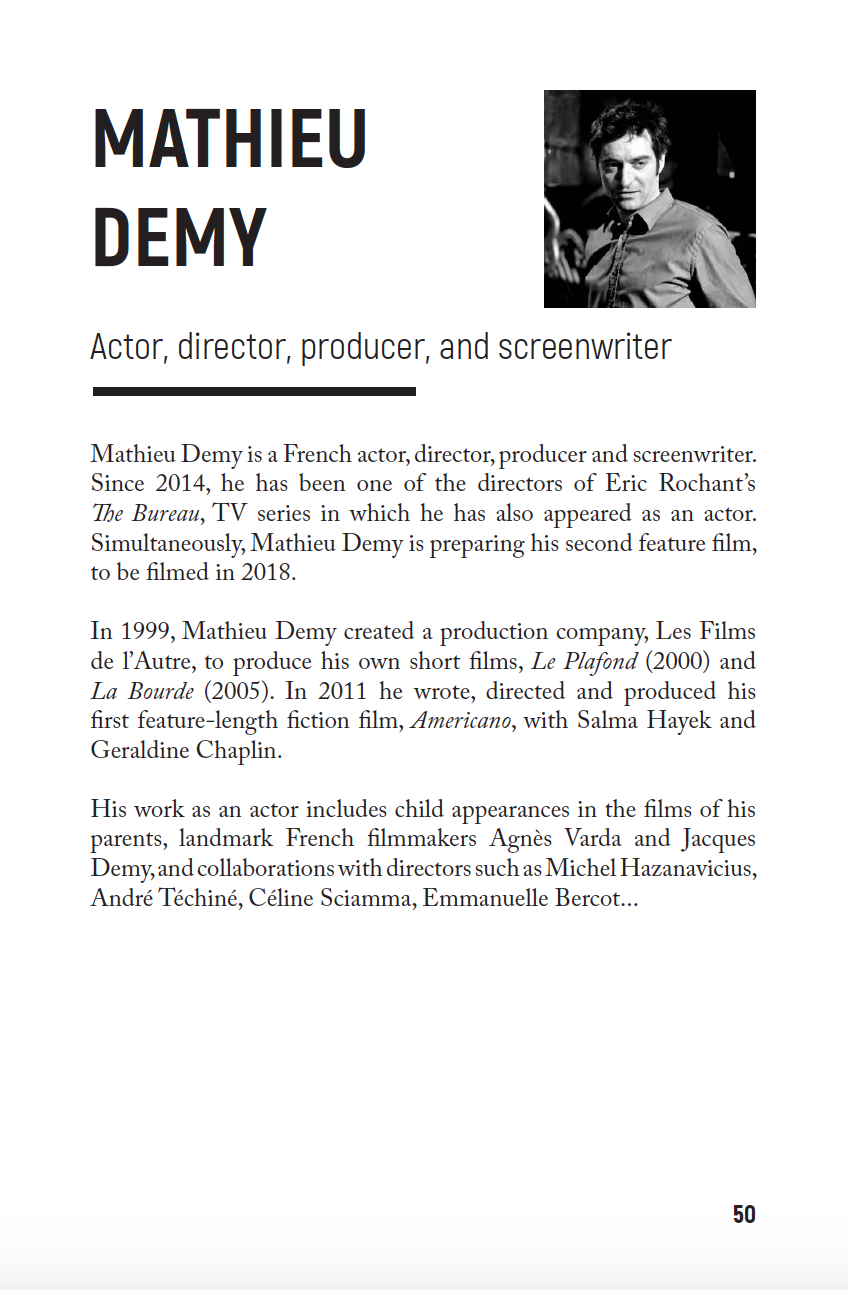 MATHIEU
DEMY
Actor, director, producer, and screenwriter
Mathieu Demy is a French actor, director, producer and screenwriter.
Since 2014, he has been one of the directors of Eric Rochant’s
The Bureau, TV series in which he has also appeared as an actor.
Simultaneously, Mathieu Demy is preparing his second feature film,
to be filmed in 2018.
In 1999, Mathieu Demy created a production company, Les Films
de l’Autre, to produce his own short films, Le Plafond (2000) and
La Bourde (2005). In 2011 he wrote, directed and produced his
first feature-length fiction film, Americano, with Salma Hayek and
Geraldine Chaplin.
His work as an actor includes child appearances in the films of his
parents, landmark French filmmakers Agnès Varda and Jacques
Demy, and collaborations with directors such as Michel Hazanavicius,
André Téchiné, Céline Sciamma, Emmanuelle Bercot...
50